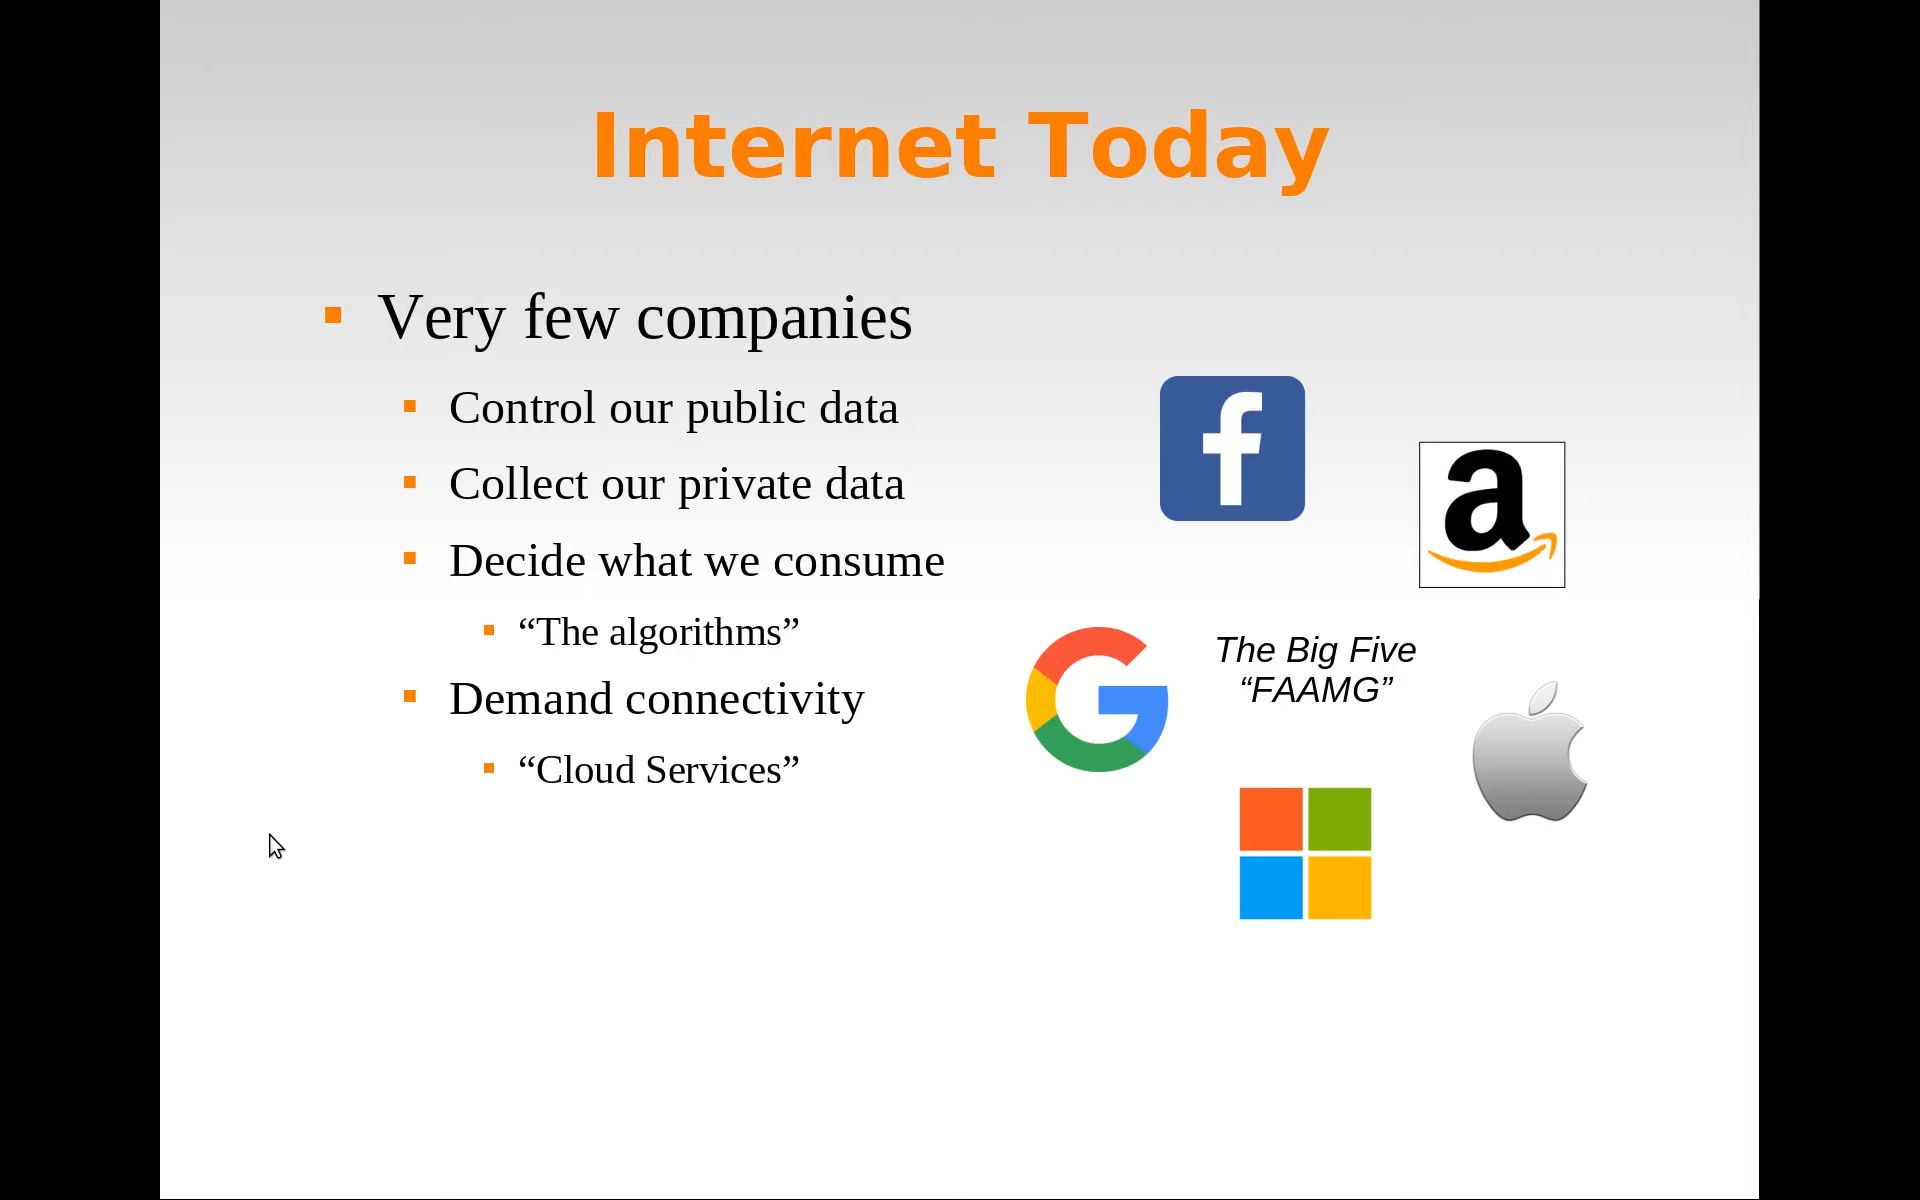 Internet Today
Very few companies
Control our public data
Collect our private data
Decide what we consume
“The algorithms”
Demand connectivity
“Cloud Services”
The Big Five
“FAAMG”